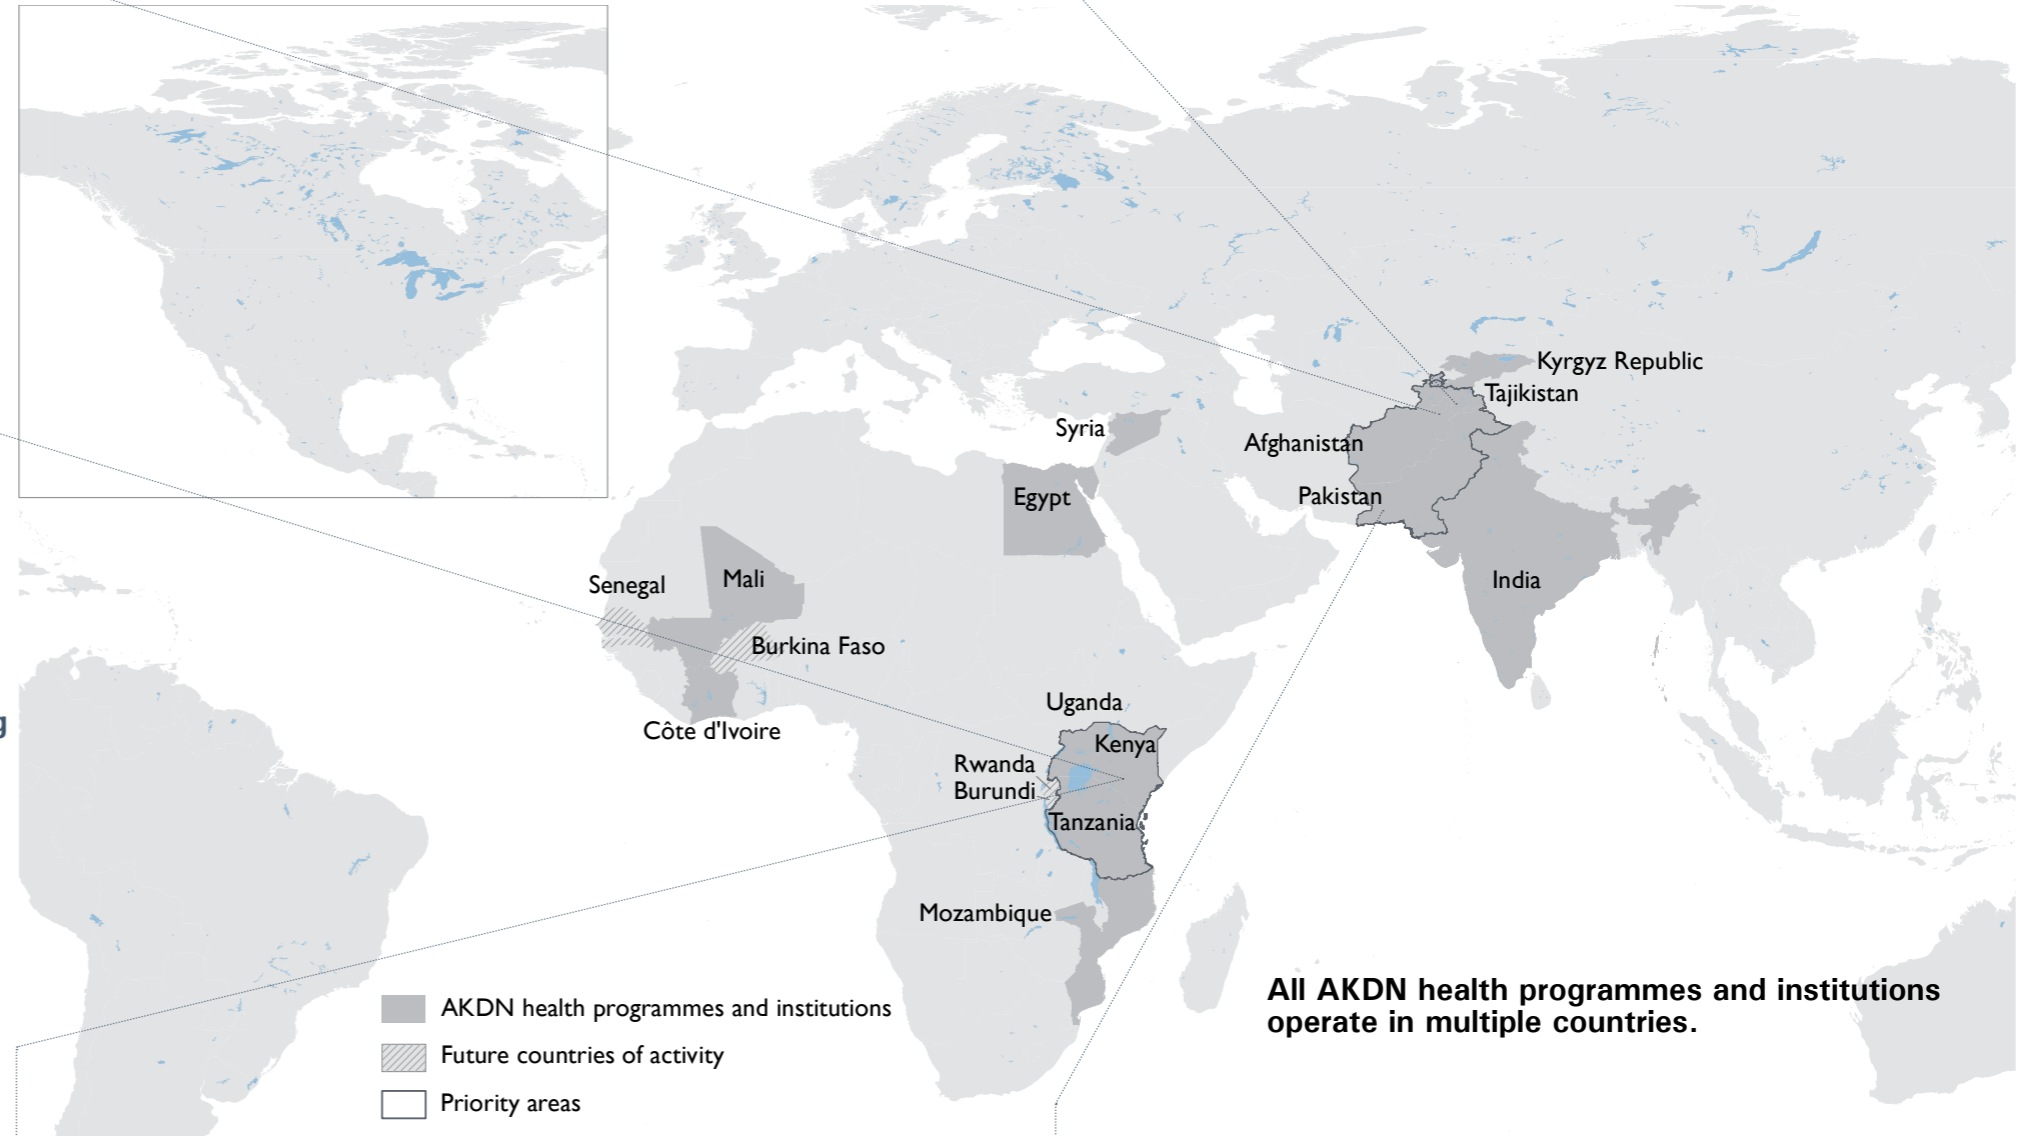 Kyrgyz Republic
Tajikistan
Syria
Afghanistan
Egypt
Pakistan
Senegal
Mali
India
Burkina Faso
Uganda
Côte d'Ivoire
Kenya
Rwanda
Burundi
Tanzania
Mozambique
g
AKDN health programmes and institutions
Future countries of activity
Priority areas
All AKDN health programmes and institutions
operate in multiple countries.